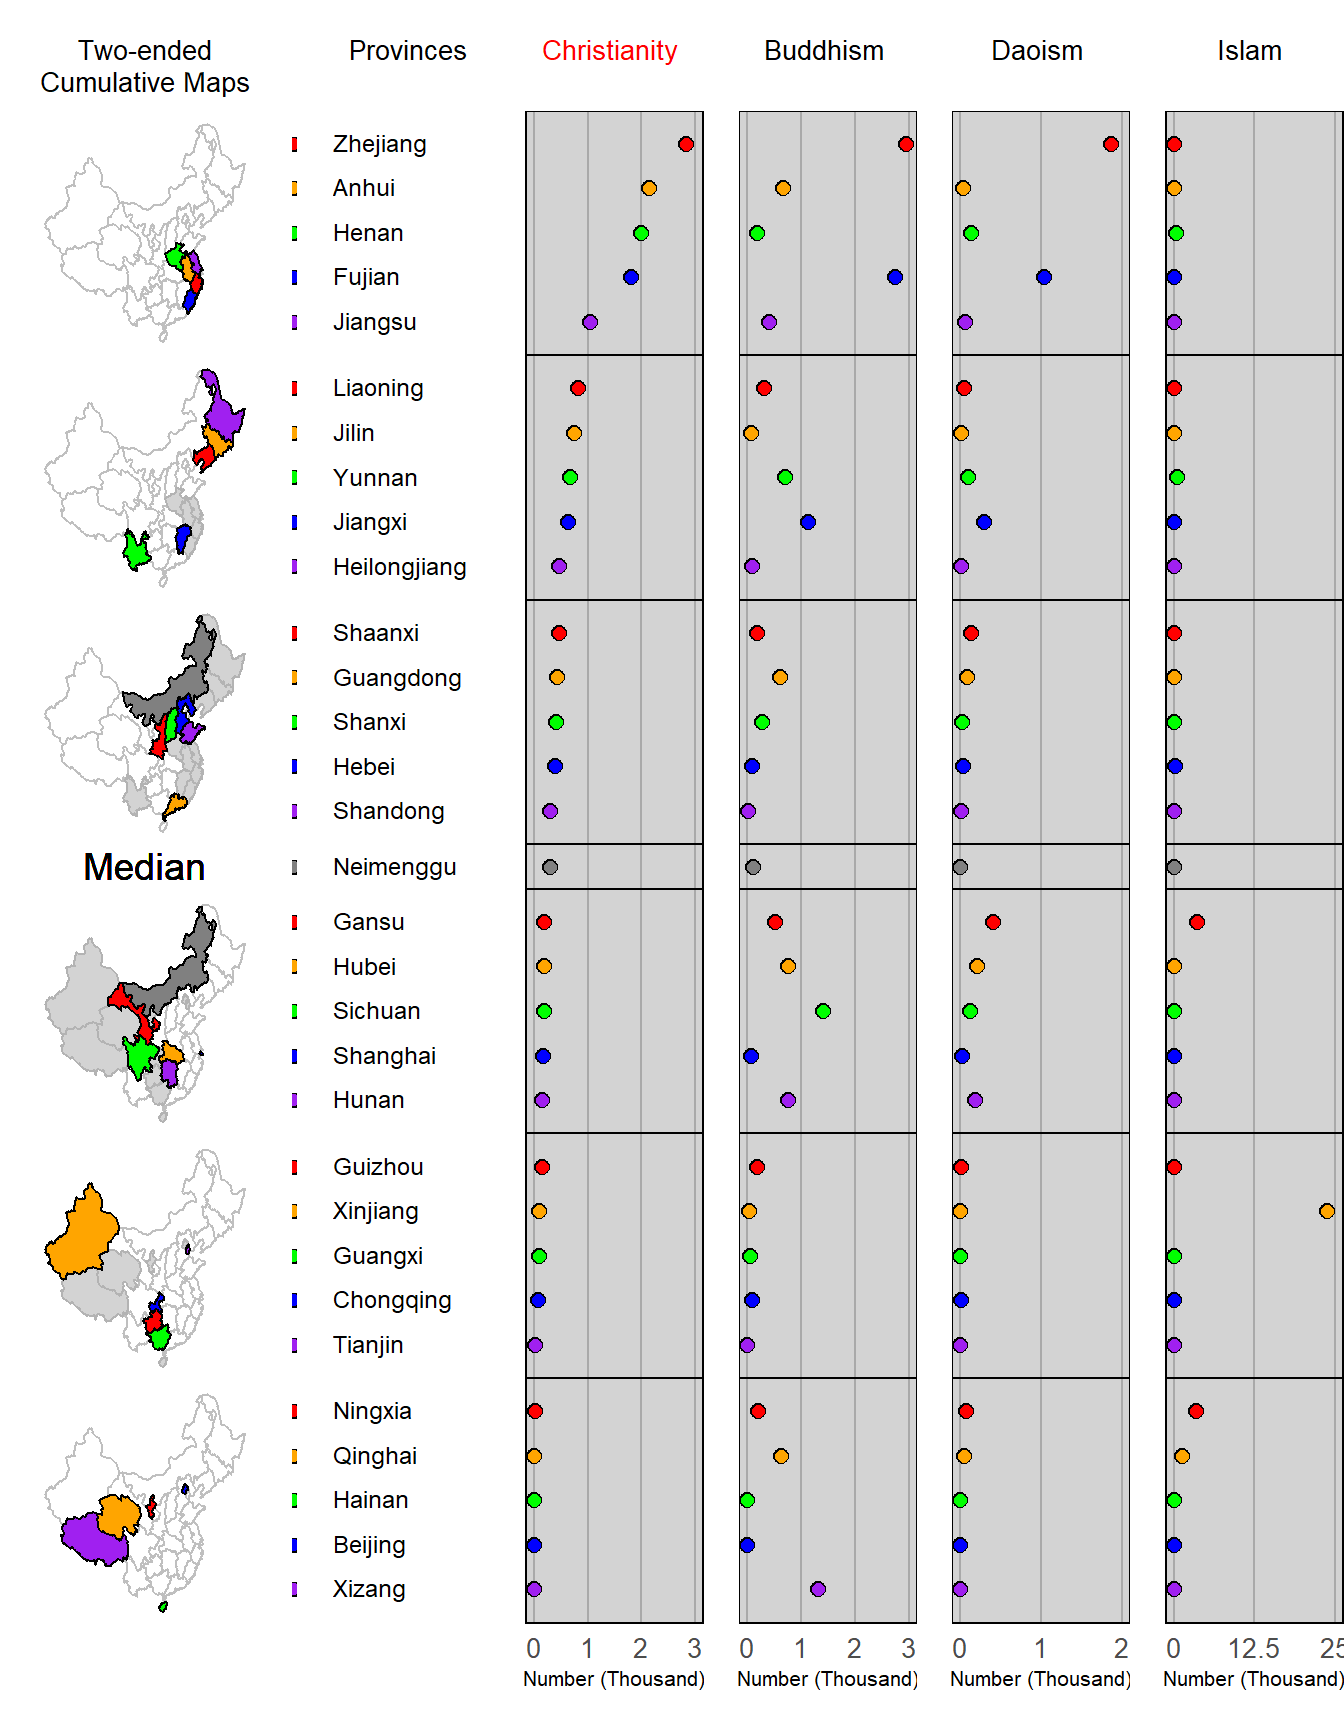 Two-ended
Cumulative Maps
Provinces
Christianity
Buddhism
Daoism
Islam
Zhejiang
Anhui
Henan
Fujian
Jiangsu
Liaoning
Jilin
Yunnan
Jiangxi
Heilongjiang
Shaanxi
Guangdong
Shanxi
Hebei
Shandong
Median
Neimenggu
Gansu
Hubei
Sichuan
Shanghai
Hunan
Guizhou
Xinjiang
Guangxi
Chongqing
Tianjin
Ningxia
Qinghai
Hainan
Beijing
Xizang
0 1 2 3
0 1 2 3
0 1 2
0 12.5 25
Number (Thousand)
Number (Thousand)
Number (Thousand)
Number (Thousand)